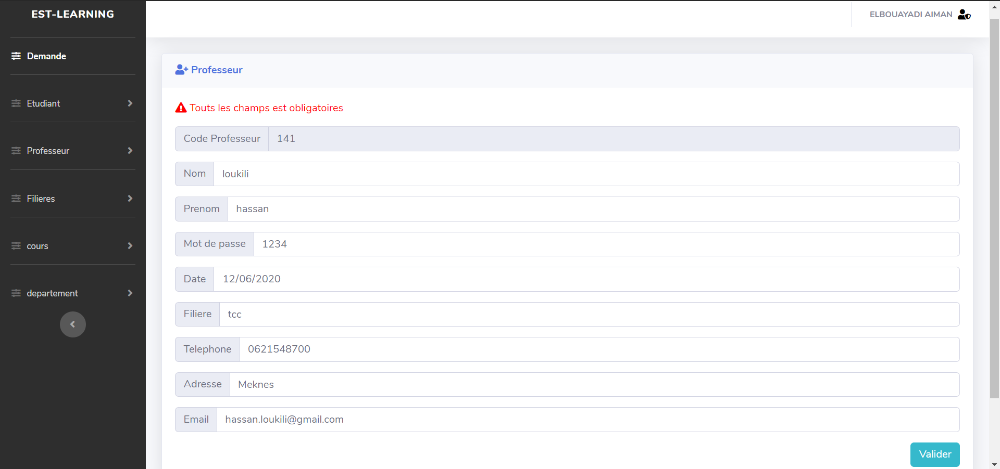 EST-LEARNING
ELBOUAYADI AIMAN
Demande
Etudiant
Professeur
Filieres
cours
departement
Professeur
Touts les champs est obligatoires
Code Professeur 141
Nom loukili
Prenom hassan
Mot de passe 1234
Date 12/06/2020
Filiere tcc
Telephone 0621548700
Adresse Meknes
Email hassan.loukili@gmail.com
Valider